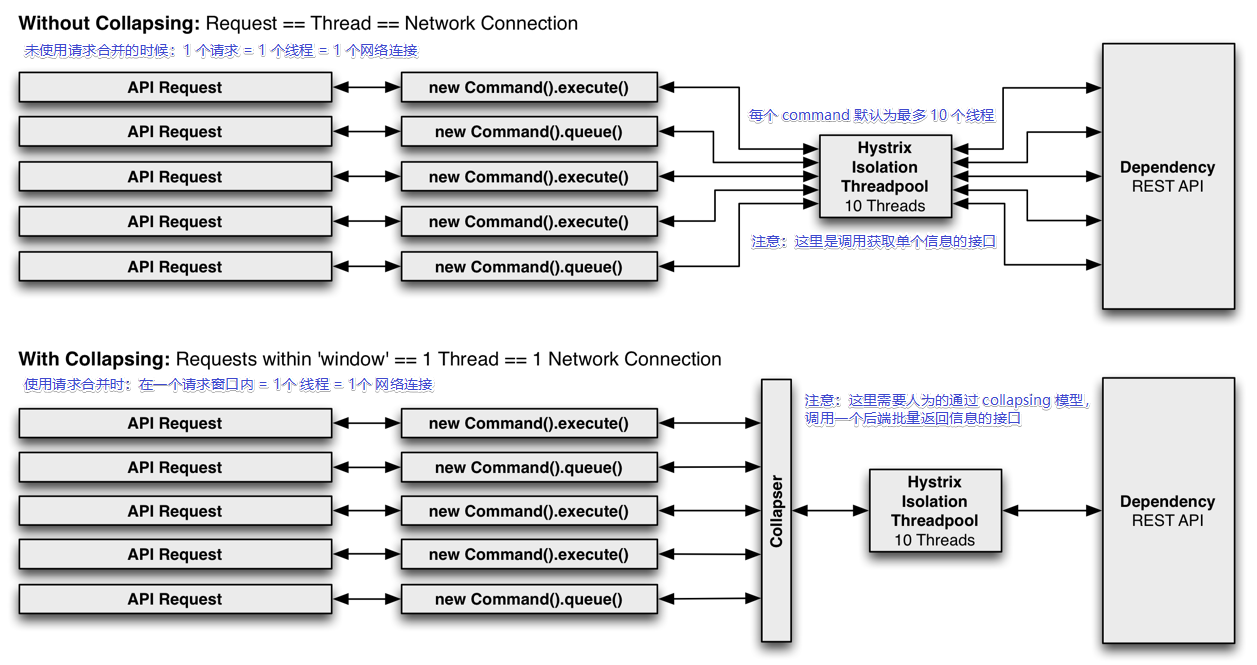 Without Collapsing: Request == Thread == Network Connection
未使用请求合并的时候：1 个请求 = 1 个线程 = 1 个网络连接
API Request
new Command().execute()
API Request
new Command().queue()
API Request
new Command().execute()
API Request
new Command().execute()
API Request
new Command().queue()
每个 command 默认为最多 10 个线程
Hystrix
Isolation
Threadpool
10 Threads
注意：这里是调用获取单个信息的接口
Dependency
REST API
With Collapsing: Requests within 'window' == 1 Thread == 1 Network Connection
使用请求合并时：在一个请求窗口内 = 1个 线程 = 1个 网络连接
API Request
new Command().execute()
API Request
new Command().queue()
API Request
new Command().execute()
API Request
new Command().execute()
API Request
new Command().queue()
Collapser
注意：这里需要人为的通过 collapsing 模型，
调用一个后端批量返回信息的接口
Hystrix
Isolation
Threadpool
10 Threads
Dependency
REST API